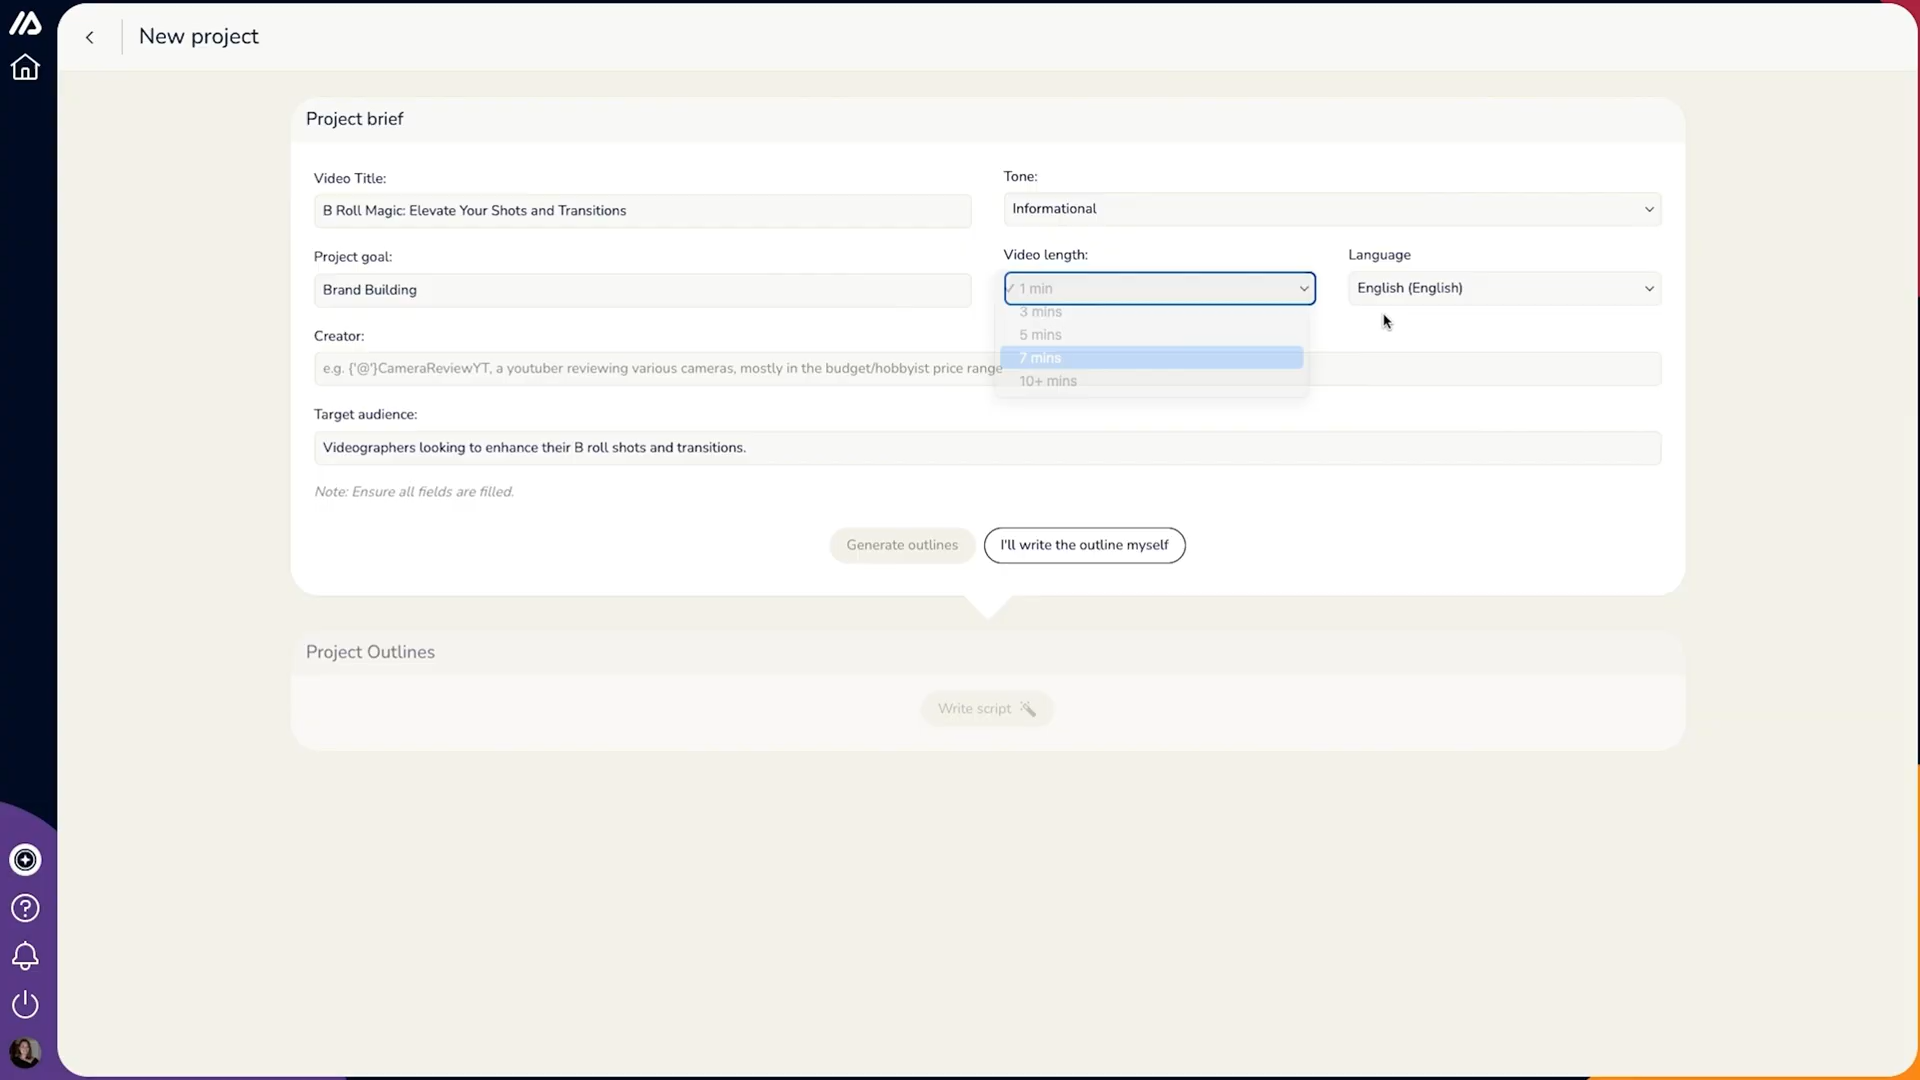 New project
Project brief
Video Title:
B Roll Magic: Elevate Your Shots and Transitions
Tone:
Informational
Project goal:
Brand Building
Video length:
✓ 1 min
3 mins
5 mins
7 mins
10+ mins
Language
English (English)
Creator:
e.g. {'@'}CameraReviewYT, a youtuber reviewing various cameras, mostly in the budget/hobbyist price range
Target audience:
Videographers looking to enhance their B roll shots and transitions.
Note: Ensure all fields are filled.
Generate outlines
I'll write the outline myself
Project Outlines
Write script